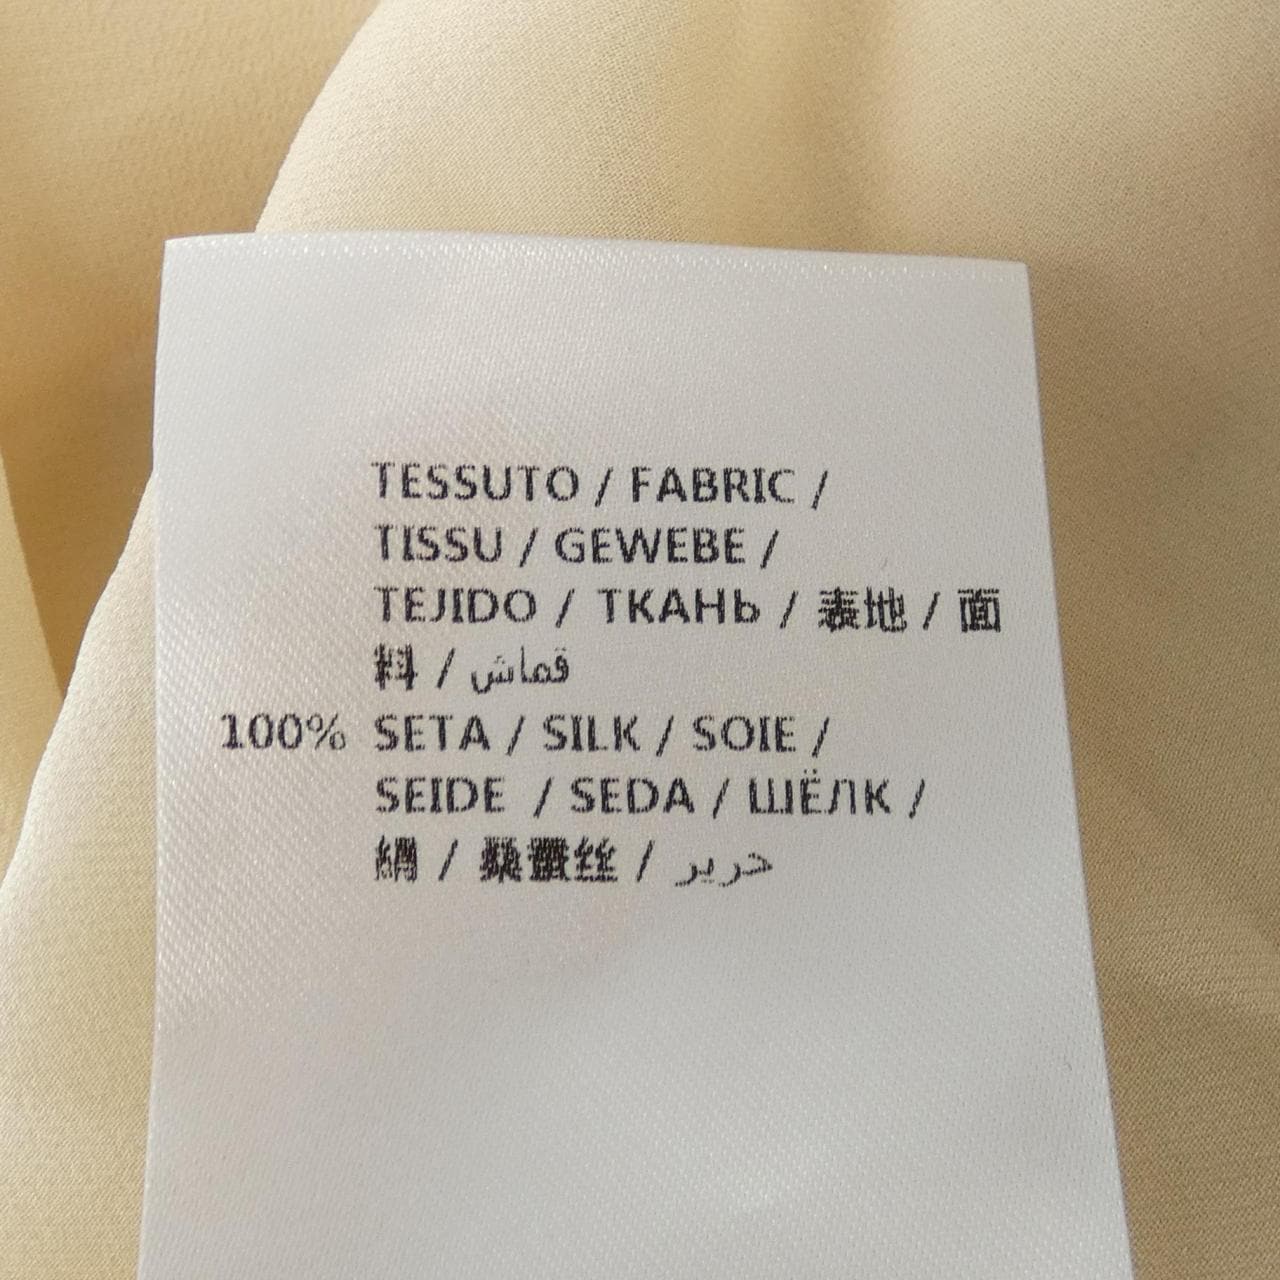 TESSUTO / FABRIC /
TISSU / GEWEBE /
TEJIDO / ТКАНЬ / 表地 / 面
料 / قماش
100% SETA / SILK / SOIE /
SEIDE / SEDA / ШЁЛК /
絹 / 桑蚕丝 / حرير